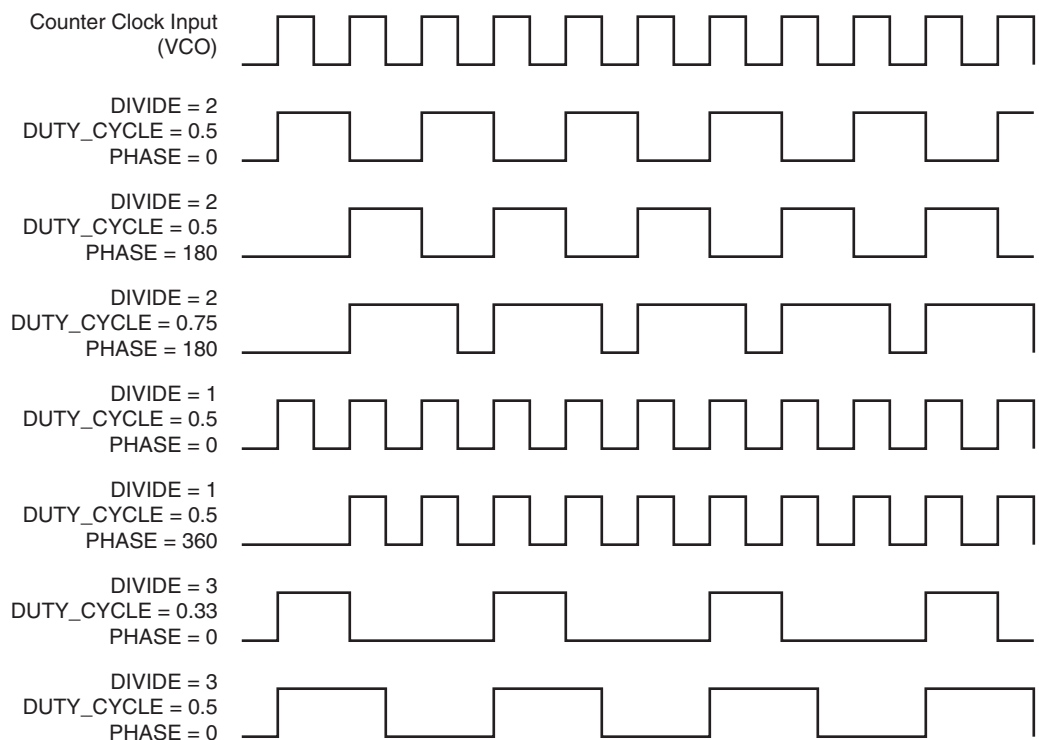 Counter Clock Input
(VCO)
DIVIDE = 2
DUTY_CYCLE = 0.5
PHASE = 0
DIVIDE = 2
DUTY_CYCLE = 0.5
PHASE = 180
DIVIDE = 2
DUTY_CYCLE = 0.75
PHASE = 180
DIVIDE = 1
DUTY_CYCLE = 0.5
PHASE = 0
DIVIDE = 1
DUTY_CYCLE = 0.5
PHASE = 360
DIVIDE = 3
DUTY_CYCLE = 0.33
PHASE = 0
DIVIDE = 3
DUTY_CYCLE = 0.5
PHASE = 0